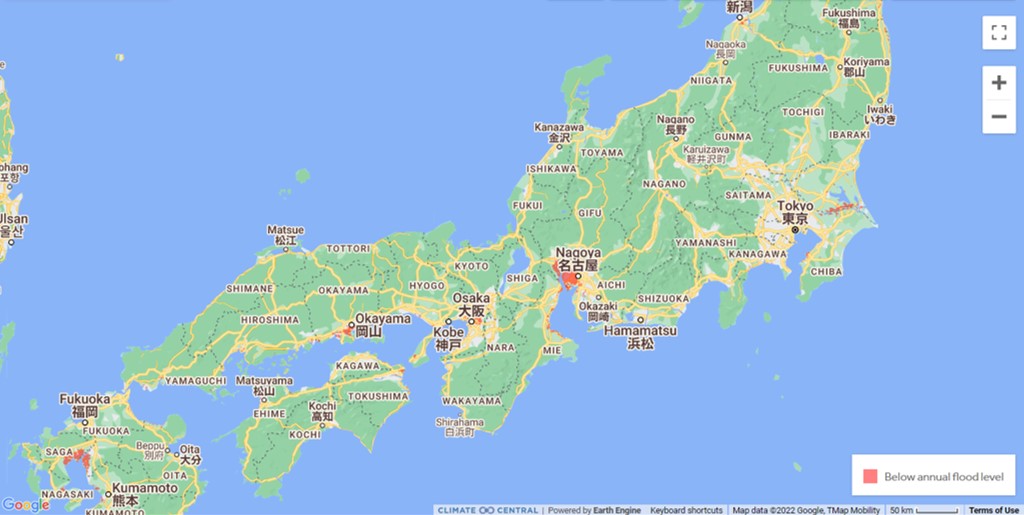 新潟
Fukushima
福島
Nagaoka
長岡
FUKUSHIMA
Koriyama
郡山
NIIGATA
TOCHIGI
Iwaki
いわき
IBARAKI
Kanazawa
金沢
Nagano
長野
GUNMA
TOYAMA
Karuizawa
軽井沢町
ISHIKAWA
phang
포항
NAGANO
SAITAMA
FUKUI
GIFU
Tokyo
東京
Ulsan
울산
Matsue
松江
TOTTORI
YAMANASHI
KANAGAWA
Nagoya
名古屋
KYOTO
SHIGA
CHIBA
SHIMANE
OKAYAMA
HYOGO
AICHI
SHIZUOKA
Osaka
大阪
Okazaki
岡崎
HIROSHIMA
Okayama
岡山
Kobe
神戸
Hamamatsu
浜松
NARA
MIE
KAGAWA
YAMAGUCHI
Matsuyama
松山
TOKUSHIMA
WAKAYAMA
Fukuoka
福岡
EHIME
Kochi
高知
KOCHI
Shirahama
白浜町
FUKUOKA
SAGA
Beppu
別府
Oita
大分
OITA
NAGASAKI
Kumamoto
熊本
KUMAMOTO
Below annual flood level
Google
CLIMATE CENTRAL | Powered by Earth Engine Keyboard shortcuts Map data ©2022 Google, TMap Mobility 50 km Terms of Use